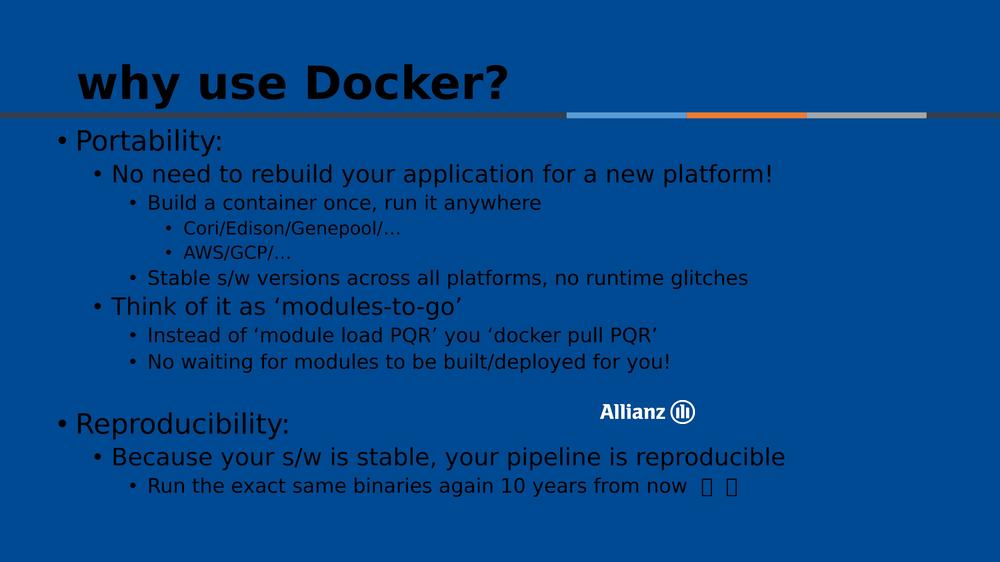 why use Docker?
• Portability:
• No need to rebuild your application for a new platform!
• Build a container once, run it anywhere
• Cori/Edison/Genepool/…
• AWS/GCP/…
• Stable s/w versions across all platforms, no runtime glitches
• Think of it as ‘modules-to-go’
• Instead of ‘module load PQR’ you ‘docker pull PQR’
• No waiting for modules to be built/deployed for you!
Allianz
• Reproducibility:
• Because your s/w is stable, your pipeline is reproducible
• Run the exact same binaries again 10 years from now